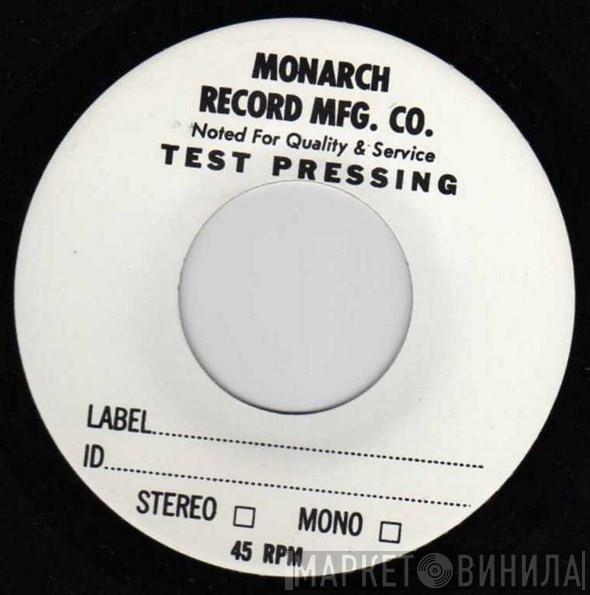 MONARCH
RECORD MFG. CO.
Noted For Quality & Service
TEST PRESSING
LABEL
ID
STEREO □ MONO □
45 RPM
МАРКЕТ ВИНИЛА